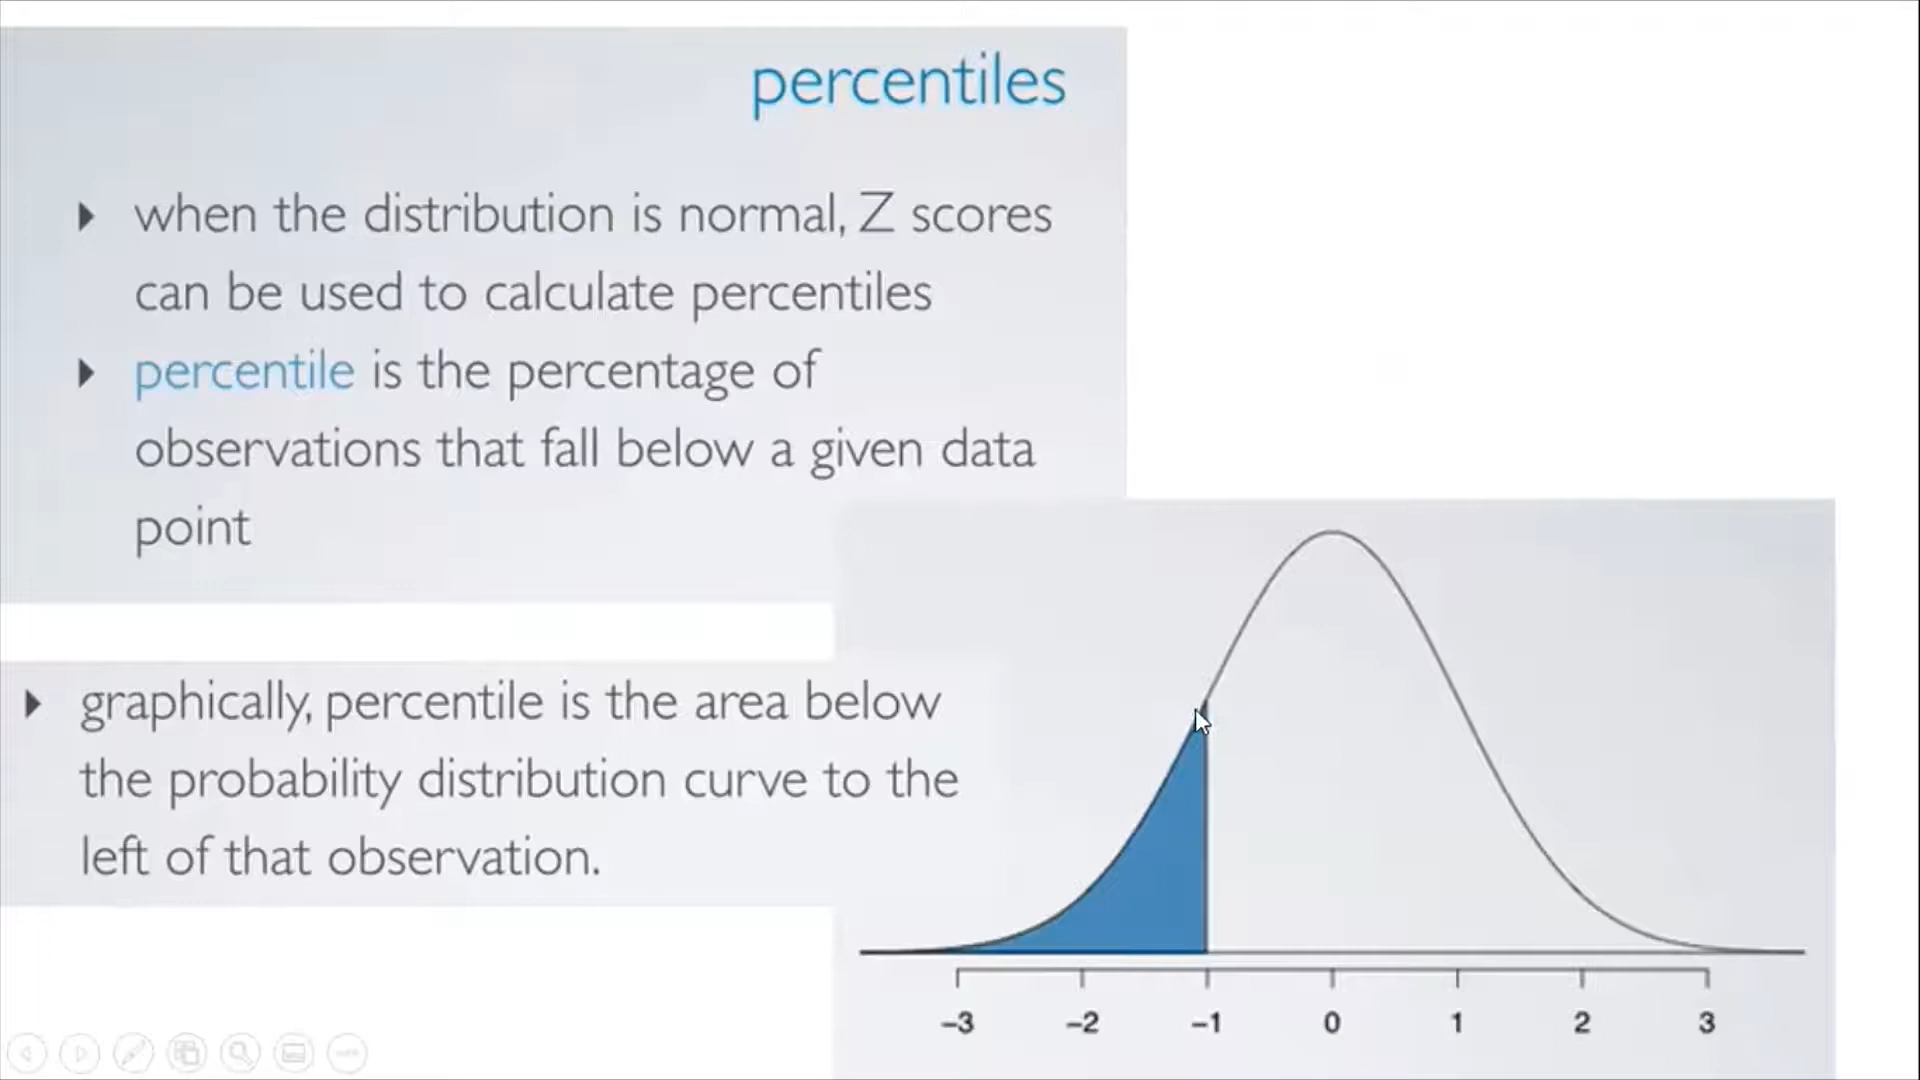 percentiles
when the distribution is normal, Z scores
can be used to calculate percentiles
percentile is the percentage of
observations that fall below a given data
point
graphically, percentile is the area below
the probability distribution curve to the
left of that observation.
–3 –2 –1 0 1 2 3